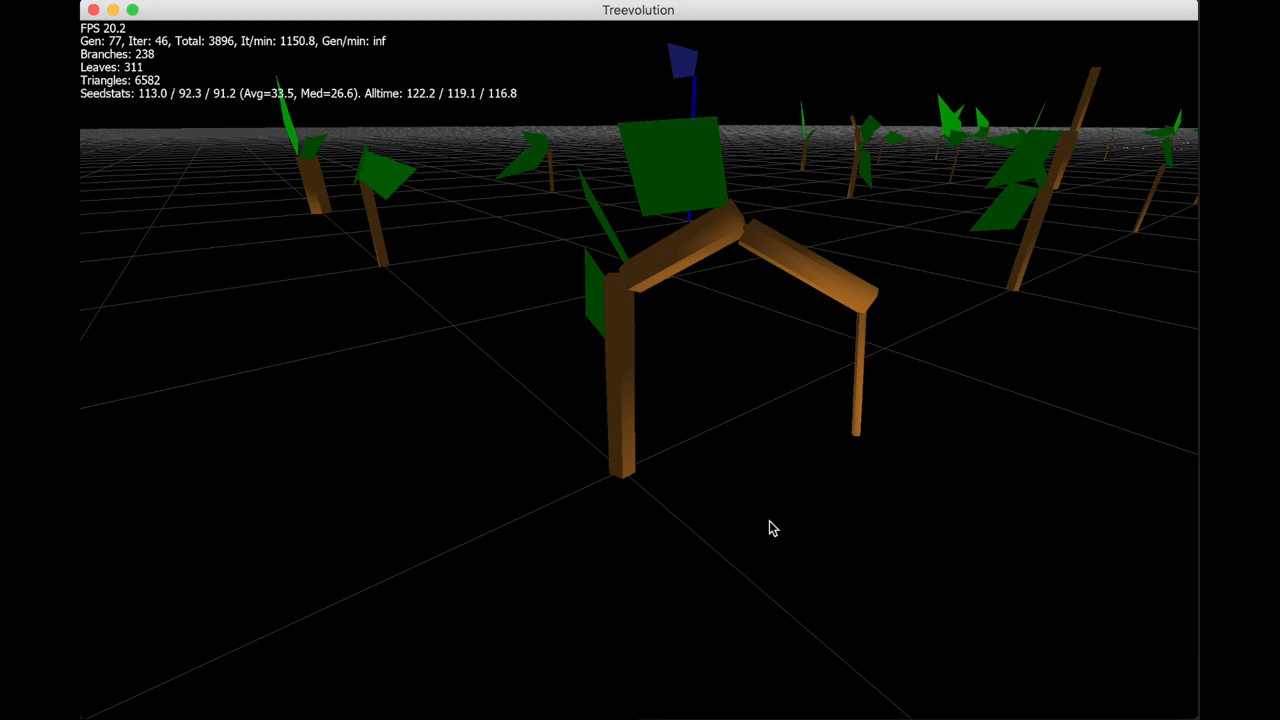 Treevolution
FPS 20.2
Gen: 77, Iter: 46, Total: 3896, It/min: 1150.8, Gen/min: inf
Branches: 238
Leaves: 311
Triangles: 6582
Seedstats: 113.0 / 92.3 / 91.2 (Avg=33.5, Med=26.6). Alltime: 122.2 / 119.1 / 116.8